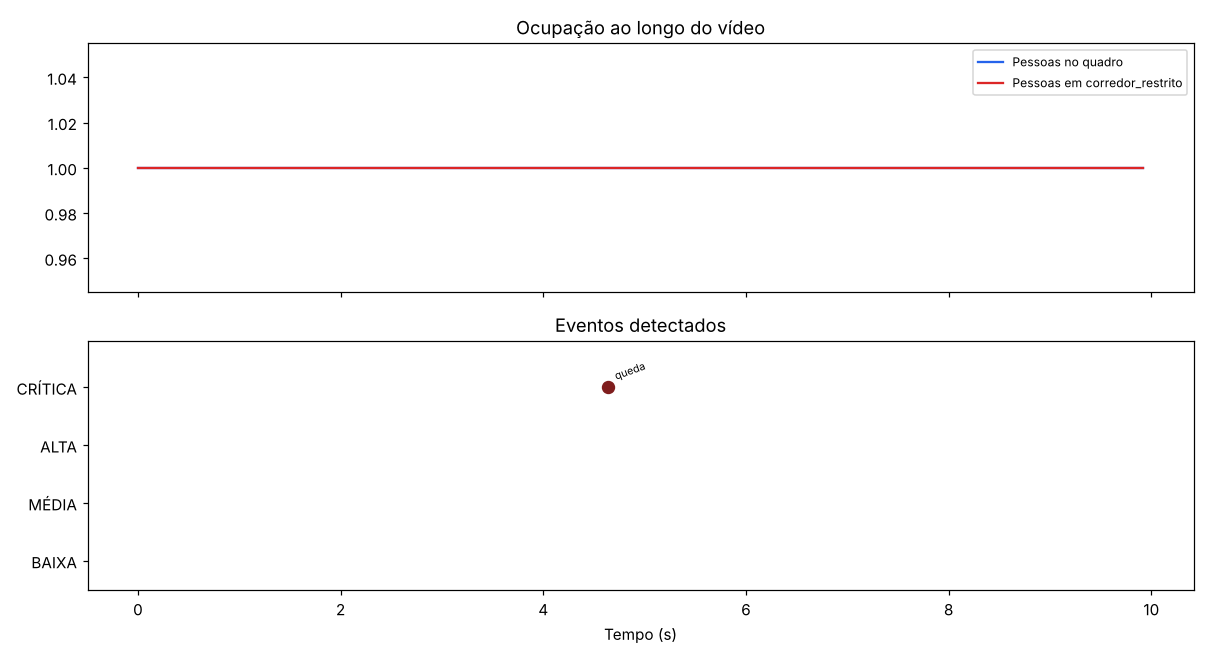 Ocupação ao longo do vídeo
Pessoas no quadro
Pessoas em corredor_restrito
1.04
1.02
1.00
0.98
0.96
Eventos detectados
queda
CRÍTICA
ALTA
MÉDIA
BAIXA
0 2 4 6 8 10
Tempo (s)